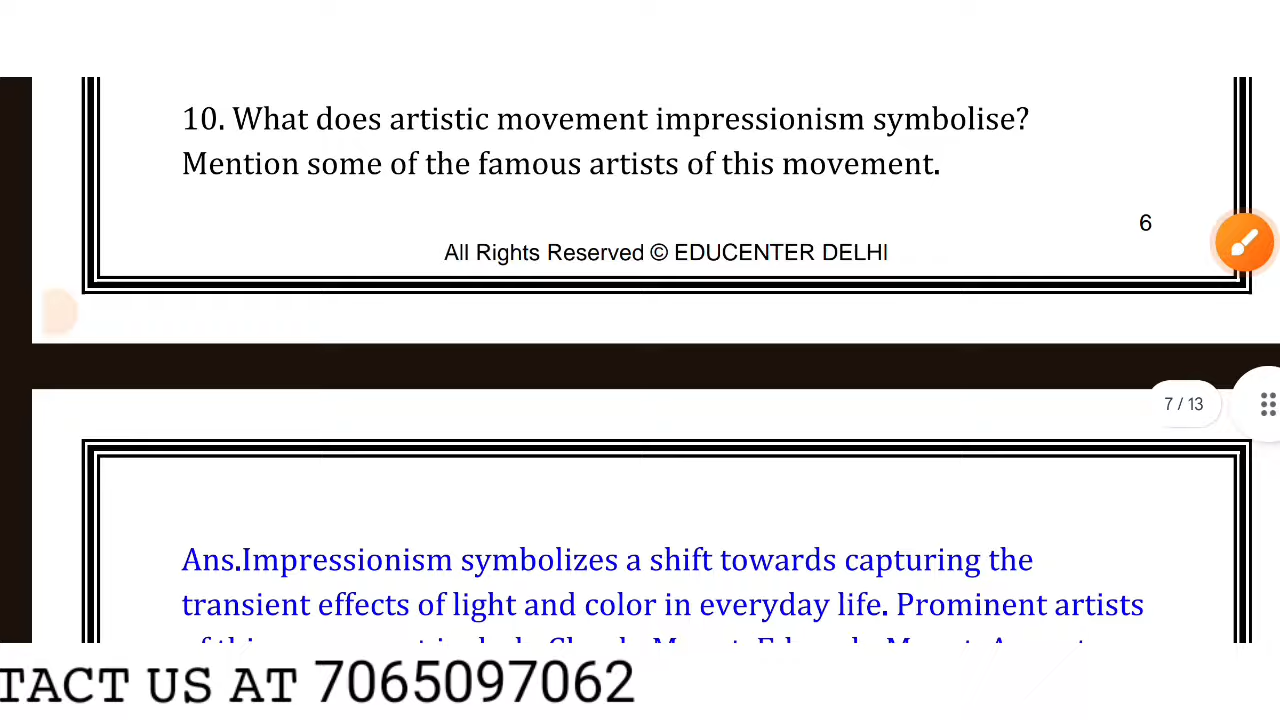 10. What does artistic movement impressionism symbolise?
Mention some of the famous artists of this movement.
6
All Rights Reserved © EDUCENTER DELHI
7 / 13
Ans.Impressionism symbolizes a shift towards capturing the
transient effects of light and color in everyday life. Prominent artists
TACT US AT 7065097062